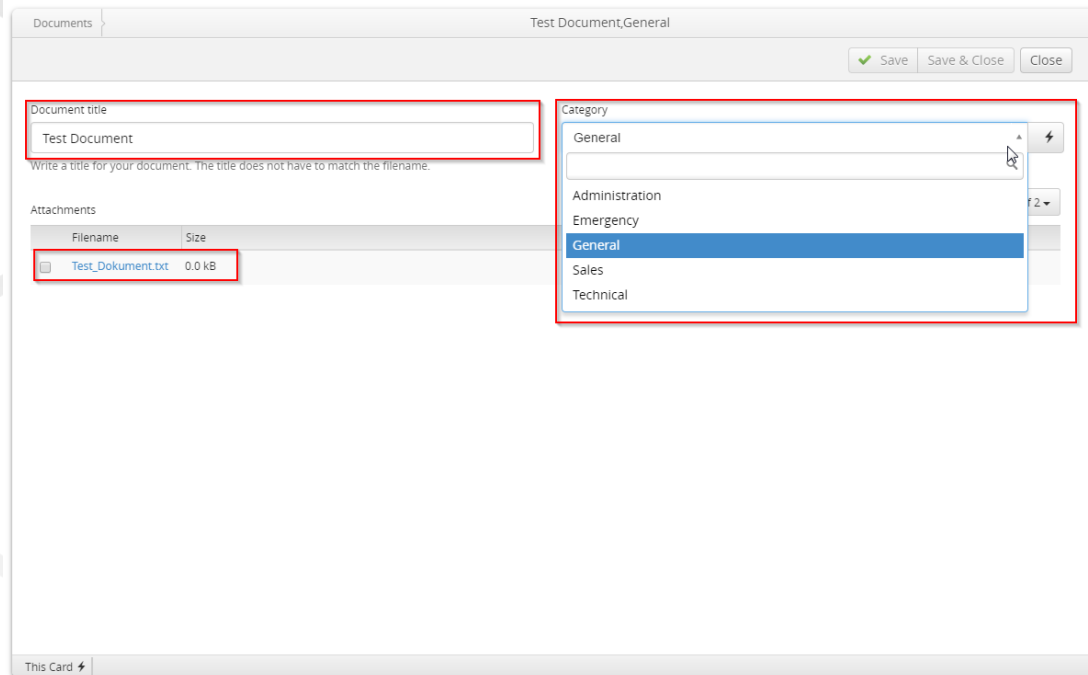 Documents
Test Document,General
Save
Save & Close
Close
Document title
Test Document
Write a title for your document. The title does not have to match the filename.
Category
General
Administration
Emergency
General
Sales
Technical
Attachments
2
Filename Size
Test_Dokument.txt 0.0 kB
This Card